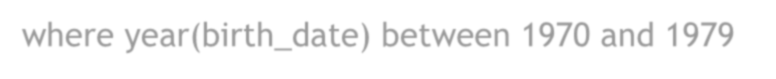 where year(birth_date) between 1970 and 1979